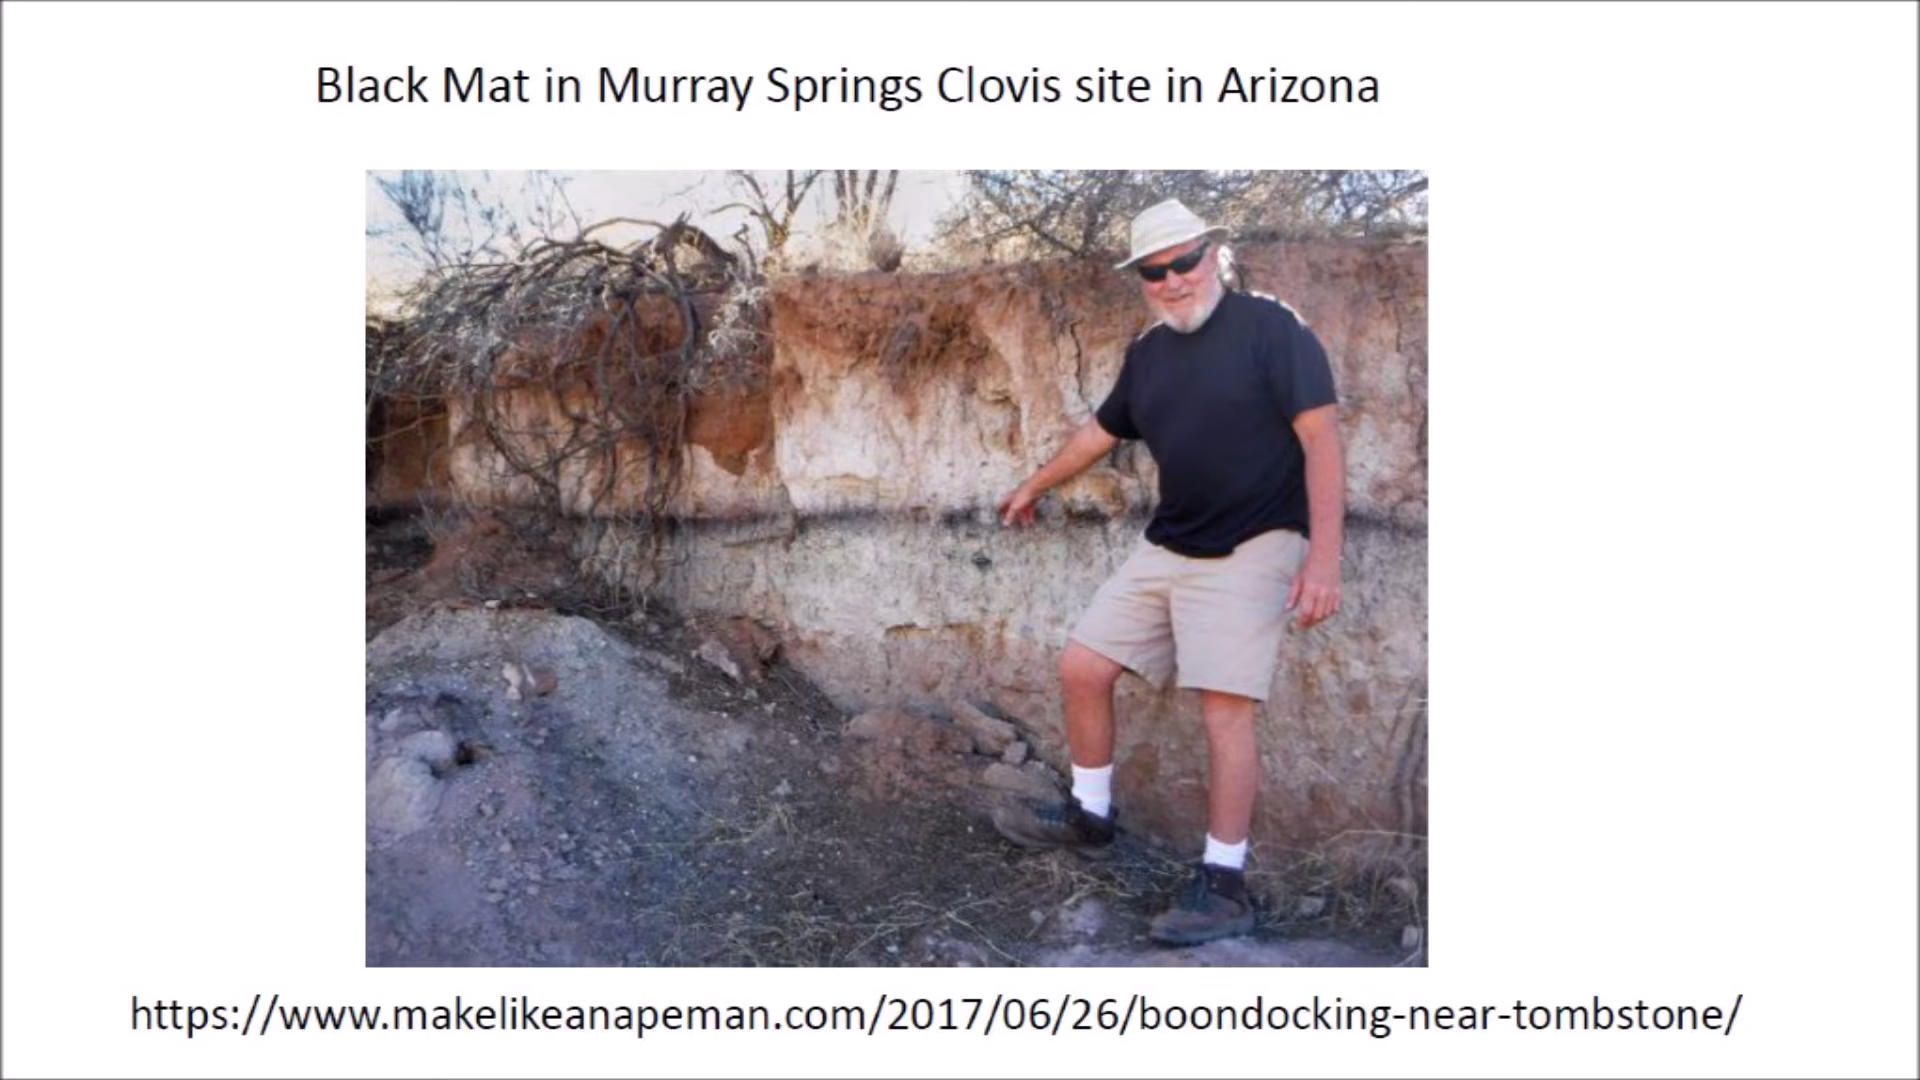 Black Mat in Murray Springs Clovis site in Arizona
https://www.makelikeanapeman.com/2017/06/26/boondocking-near-tombstone/